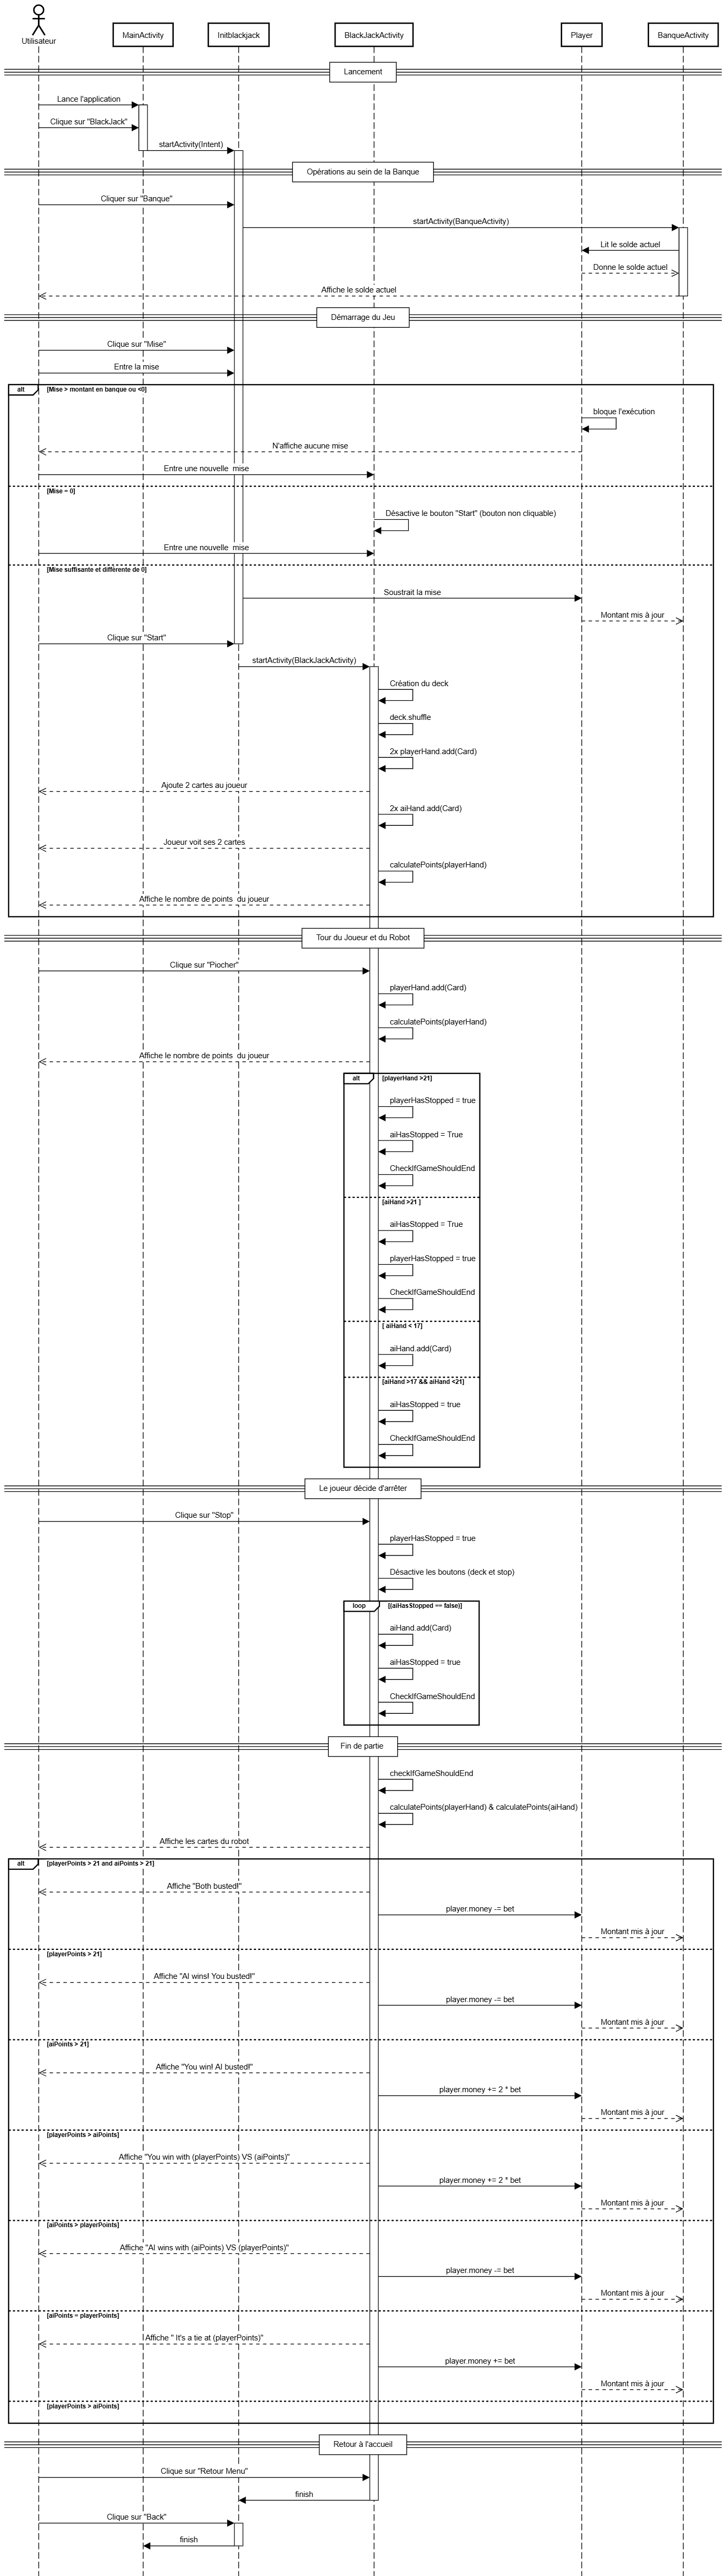 Utilisateur
MainActivity
Initblackjack
BlackJackActivity
Player
BanqueActivity
Lancement
Lance l'application
Clique sur "BlackJack"
startActivity(Intent)
Opérations au sein de la Banque
Cliquer sur "Banque"
startActivity(BanqueActivity)
Lit le solde actuel
Donne le solde actuel
Affiche le solde actuel
Démarrage du Jeu
Clique sur "Mise"
Entre la mise
alt [Mise > montant en banque ou <0]
bloque l'exécution
N'affiche aucune mise
Entre une nouvelle  mise
[Mise = 0]
Désactive le bouton "Start" (bouton non cliquable)
Entre une nouvelle  mise
[Mise suffisante et différente de 0]
Soustrait la mise
Montant mis à jour
Clique sur "Start"
startActivity(BlackJackActivity)
Création du deck
deck.shuffle
2x playerHand.add(Card)
Ajoute 2 cartes au joueur
2x aiHand.add(Card)
Joueur voit ses 2 cartes
calculatePoints(playerHand)
Affiche le nombre de points  du joueur
Tour du Joueur et du Robot
Clique sur "Piocher"
playerHand.add(Card)
calculatePoints(playerHand)
Affiche le nombre de points  du joueur
alt [playerHand >21]
playerHasStopped = true
aiHasStopped = True
CheckIfGameShouldEnd
[aiHand >21 ]
aiHasStopped = True
playerHasStopped = true
CheckIfGameShouldEnd
[ aiHand < 17]
aiHand.add(Card)
[aiHand >17 && aiHand <21]
aiHasStopped = true
CheckIfGameShouldEnd
Le joueur décide d'arrêter
Clique sur "Stop"
playerHasStopped = true
Désactive les boutons (deck et stop)
loop [(aiHasStopped == false)]
aiHand.add(Card)
aiHasStopped = true
CheckIfGameShouldEnd
Fin de partie
checkIfGameShouldEnd
calculatePoints(playerHand) & calculatePoints(aiHand)
Affiche les cartes du robot
alt [playerPoints > 21 and aiPoints > 21]
Affiche "Both busted!"
player.money -= bet
Montant mis à jour
[playerPoints > 21]
Affiche "AI wins! You busted!"
player.money -= bet
Montant mis à jour
[aiPoints > 21]
Affiche "You win! AI busted!"
player.money += 2 * bet
Montant mis à jour
[playerPoints > aiPoints]
Affiche "You win with (playerPoints) VS (aiPoints)"
player.money += 2 * bet
Montant mis à jour
[aiPoints > playerPoints]
Affiche "AI wins with (aiPoints) VS (playerPoints)"
player.money -= bet
Montant mis à jour
[aiPoints = playerPoints]
Affiche " It's a tie at (playerPoints)"
player.money += bet
Montant mis à jour
[playerPoints > aiPoints]
Retour à l'accueil
Clique sur "Retour Menu"
finish
Clique sur "Back"
finish